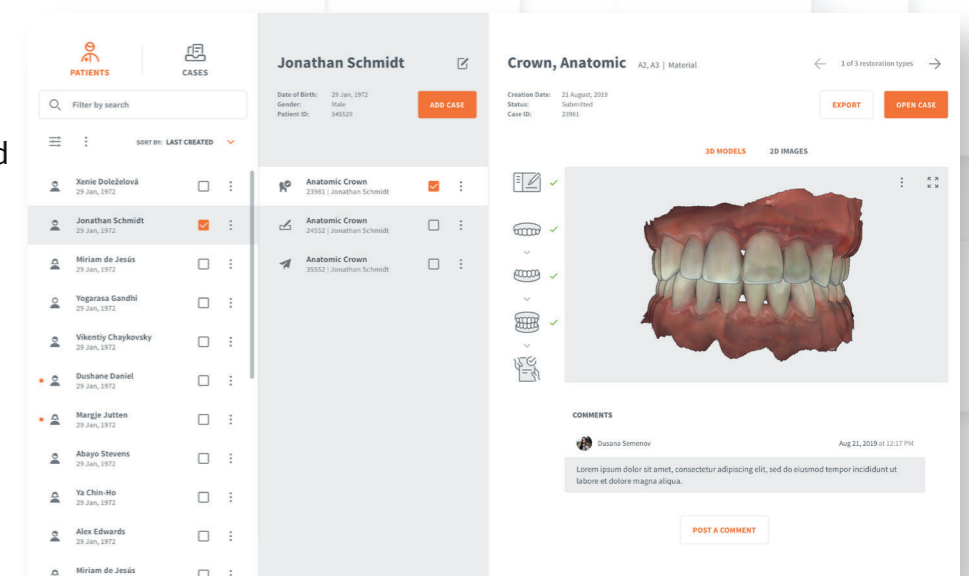 d
PATIENTS
CASES
Filter by search
SORT BY: LAST CREATED
Xenie Doleželová
29 Jan, 1972
Jonathan Schmidt
29 Jan, 1972
Miriam de Jesús
29 Jan, 1972
Yogarasa Gandhi
29 Jan, 1972
Vikentiy Chaykovsky
29 Jan, 1972
Dushane Daniel
29 Jan, 1972
Margje Jutten
29 Jan, 1972
Abayo Stevens
29 Jan, 1972
Ya Chin-Ho
29 Jan, 1972
Alex Edwards
29 Jan, 1972
Miriam de Jesús
Jonathan Schmidt
Date of Birth: 29 Jan, 1972
Gender: Male
Patient ID: 545529
ADD CASE
Anatomic Crown
23981 | Jonathan Schmidt
Anatomic Crown
24552 | Jonathan Schmidt
Anatomic Crown
35552 | Jonathan Schmidt
Crown, Anatomic A2, A3 | Material
1 of 3 restoration types
Creation Date: 21 August, 2019
Status: Submitted
Case ID: 23981
EXPORT
OPEN CASE
3D MODELS
2D IMAGES
COMMENTS
Dusana Semenov
Aug 21, 2019 at 12:17 PM
Lorem ipsum dolor sit amet, consectetur adipiscing elit, sed do eiusmod tempor incididunt ut
labore et dolore magna aliqua.
POST A COMMENT